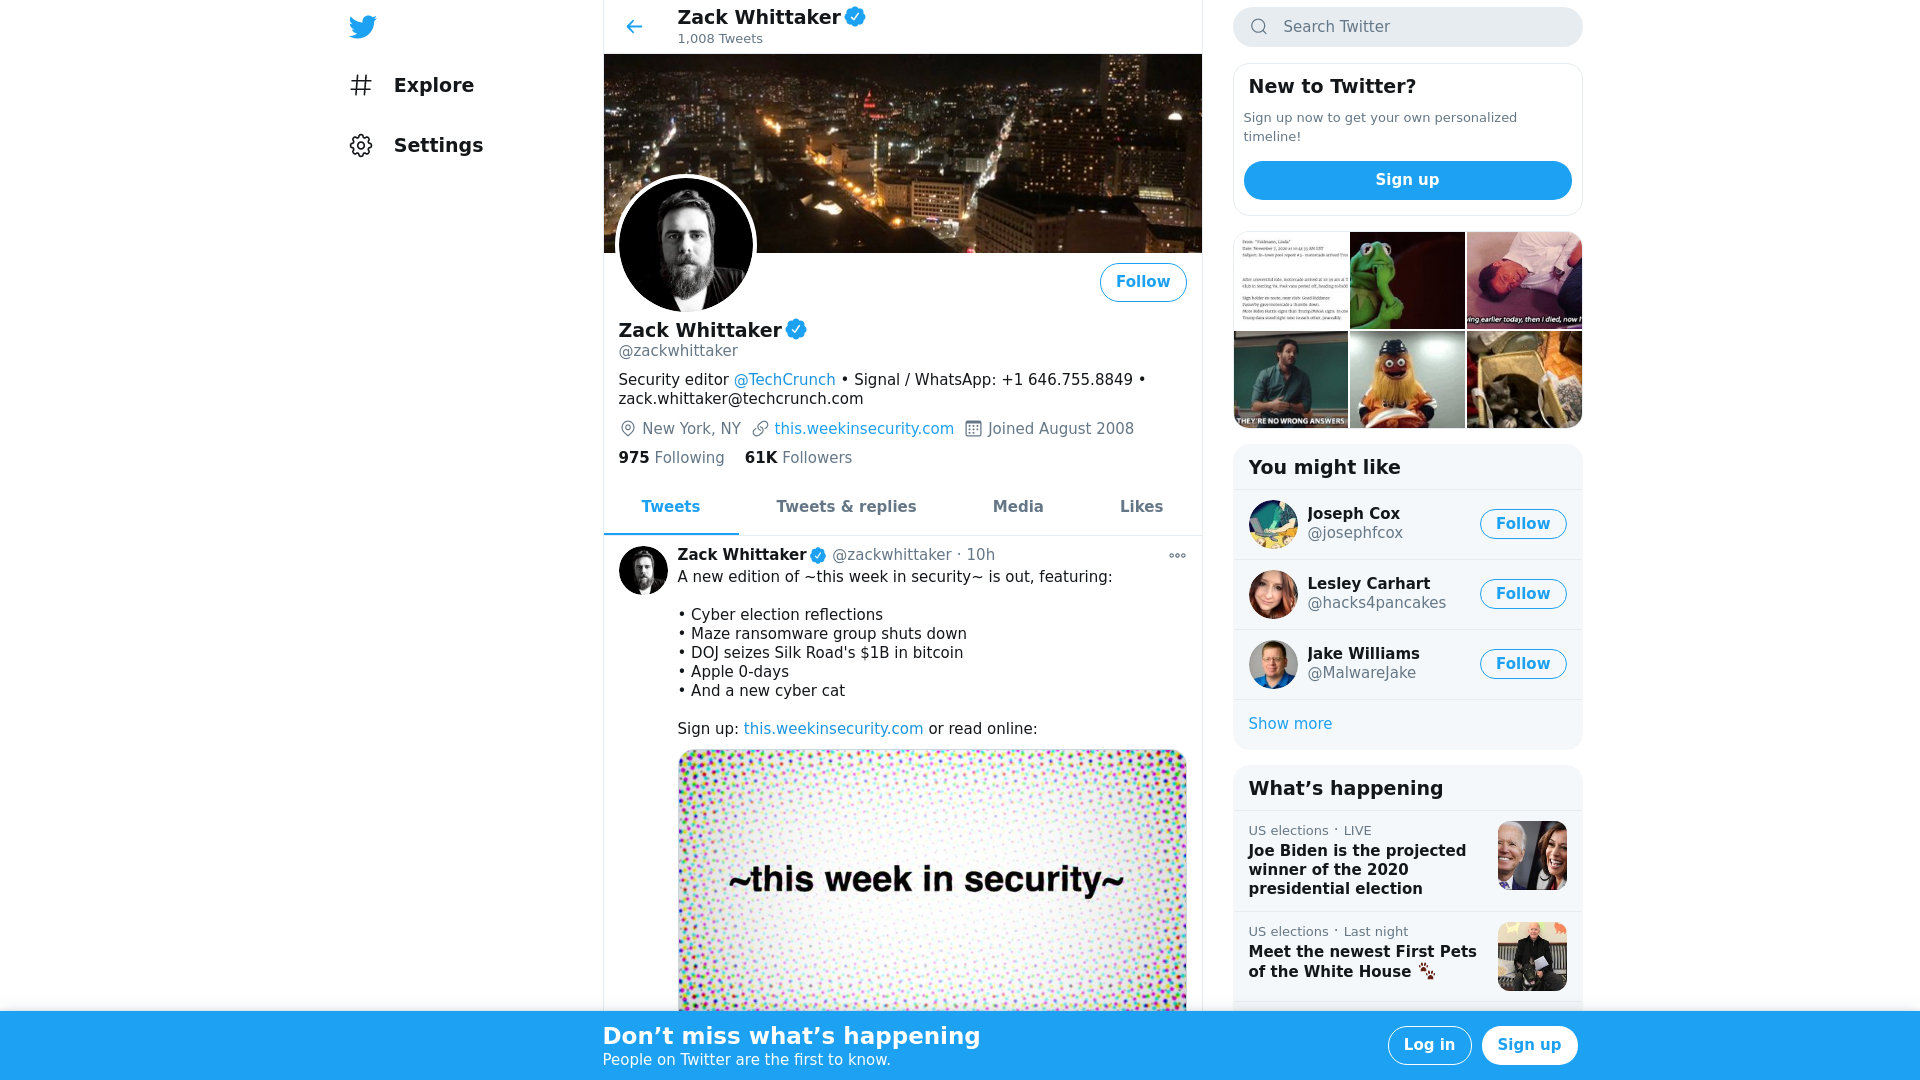 Explore
Settings
Zack Whittaker
1,008 Tweets
Follow
Zack Whittaker
@zackwhittaker
Security editor @TechCrunch • Signal / WhatsApp: +1 646.755.8849 •
zack.whittaker@techcrunch.com
New York, NY this.weekinsecurity.com Joined August 2008
975 Following 61K Followers
Tweets Tweets & replies Media Likes
Zack Whittaker @zackwhittaker · 10h
A new edition of ~this week in security~ is out, featuring:
• Cyber election reflections
• Maze ransomware group shuts down
• DOJ seizes Silk Road's $1B in bitcoin
• Apple 0-days
• And a new cyber cat
Sign up: this.weekinsecurity.com or read online:
~this week in security~
Search Twitter
New to Twitter?
Sign up now to get your own personalized
timeline!
Sign up
ing earlier today, then I died, now I
THEY'RE NO WRONG ANSWERS
You might like
Joseph Cox
@josephfcox
Follow
Lesley Carhart
@hacks4pancakes
Follow
Jake Williams
@MalwareJake
Follow
Show more
What’s happening
US elections · LIVE
Joe Biden is the projected
winner of the 2020
presidential election
US elections · Last night
Meet the newest First Pets
of the White House 🐾
Don’t miss what’s happening
People on Twitter are the first to know.
Log in
Sign up